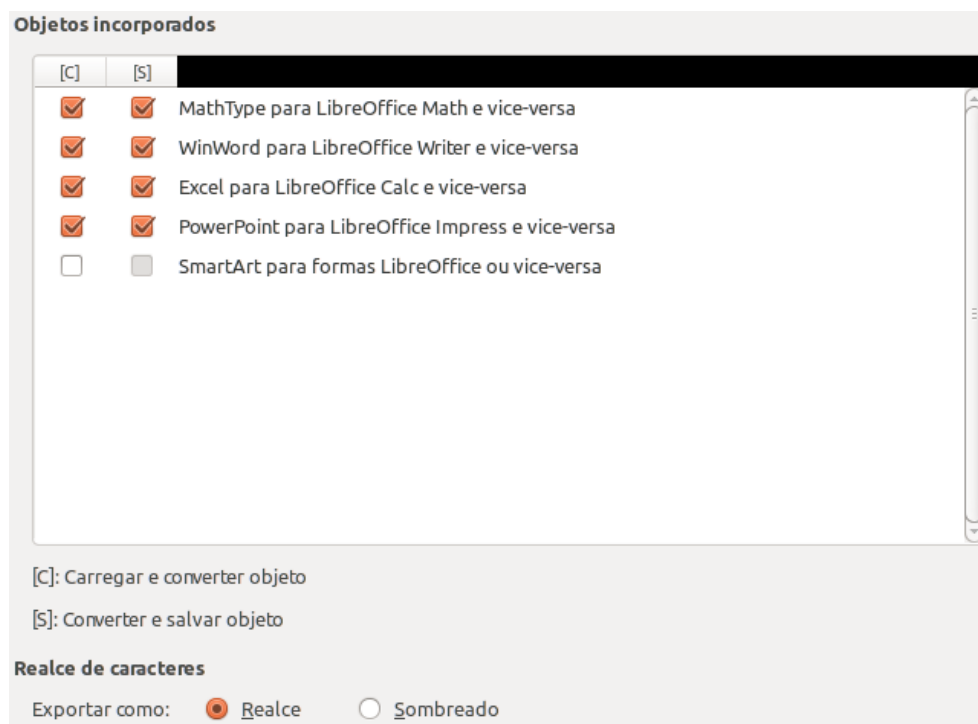 Objetos incorporados
[C] [S]
MathType para LibreOffice Math e vice-versa
WinWord para LibreOffice Writer e vice-versa
Excel para LibreOffice Calc e vice-versa
PowerPoint para LibreOffice Impress e vice-versa
SmartArt para formas LibreOffice ou vice-versa
[C]: Carregar e converter objeto
[S]: Converter e salvar objeto
Realce de caracteres
Exportar como: Realce Sombreado